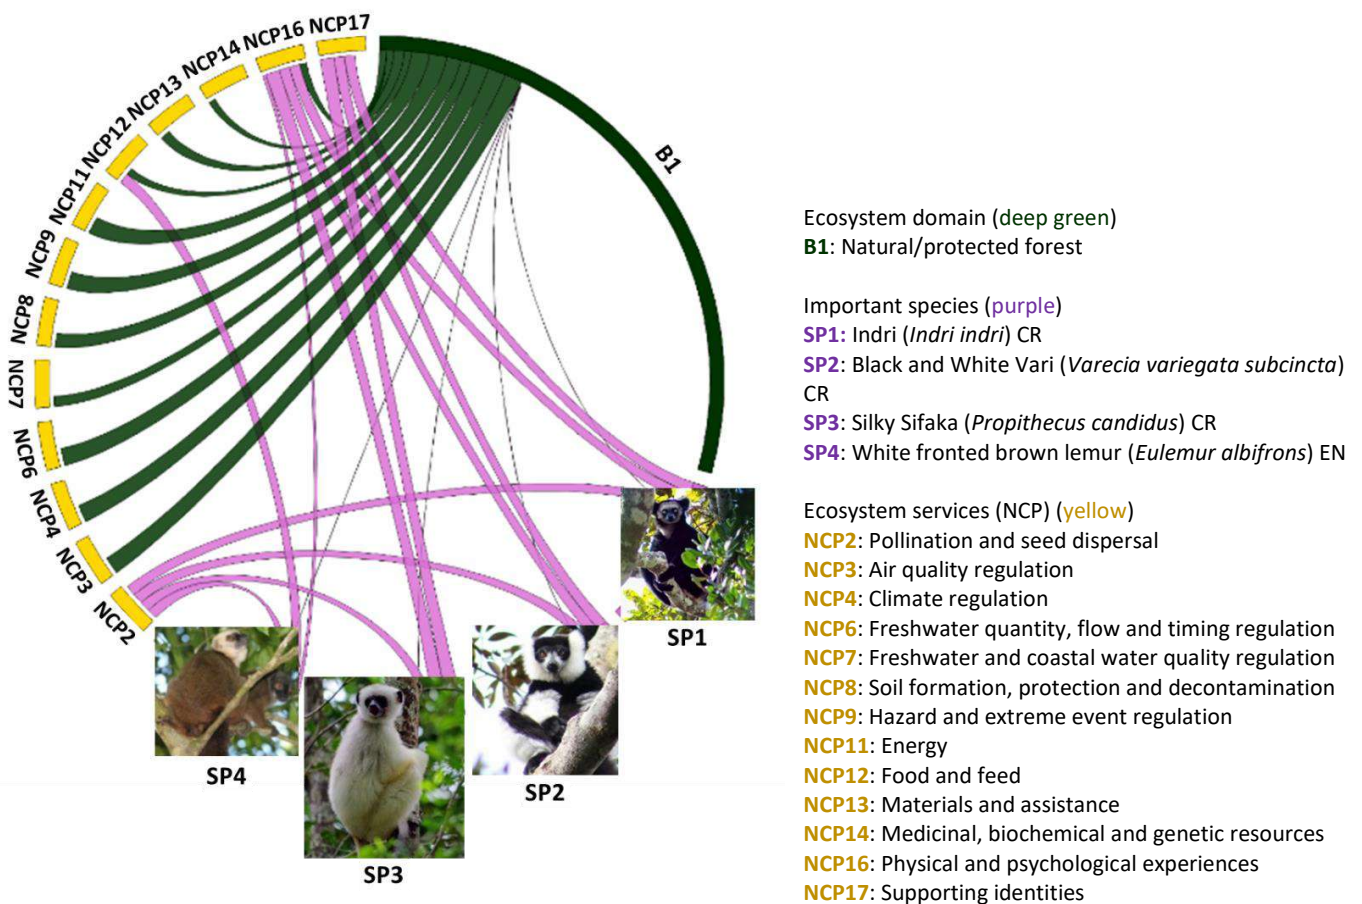 NCP17
NCP16
NCP14
NCP13
NCP12
NCP11
NCP9
NCP8
NCP7
NCP6
NCP4
NCP3
NCP2
B1
SP1
SP2
SP3
SP4
Ecosystem domain (deep green)
B1: Natural/protected forest
Important species (purple)
SP1: Indri (Indri indri) CR
SP2: Black and White Vari (Varecia variegata subcincta)
CR
SP3: Silky Sifaka (Propithecus candidus) CR
SP4: White fronted brown lemur (Eulemur albifrons) EN
Ecosystem services (NCP) (yellow)
NCP2: Pollination and seed dispersal
NCP3: Air quality regulation
NCP4: Climate regulation
NCP6: Freshwater quantity, flow and timing regulation
NCP7: Freshwater and coastal water quality regulation
NCP8: Soil formation, protection and decontamination
NCP9: Hazard and extreme event regulation
NCP11: Energy
NCP12: Food and feed
NCP13: Materials and assistance
NCP14: Medicinal, biochemical and genetic resources
NCP16: Physical and psychological experiences
NCP17: Supporting identities